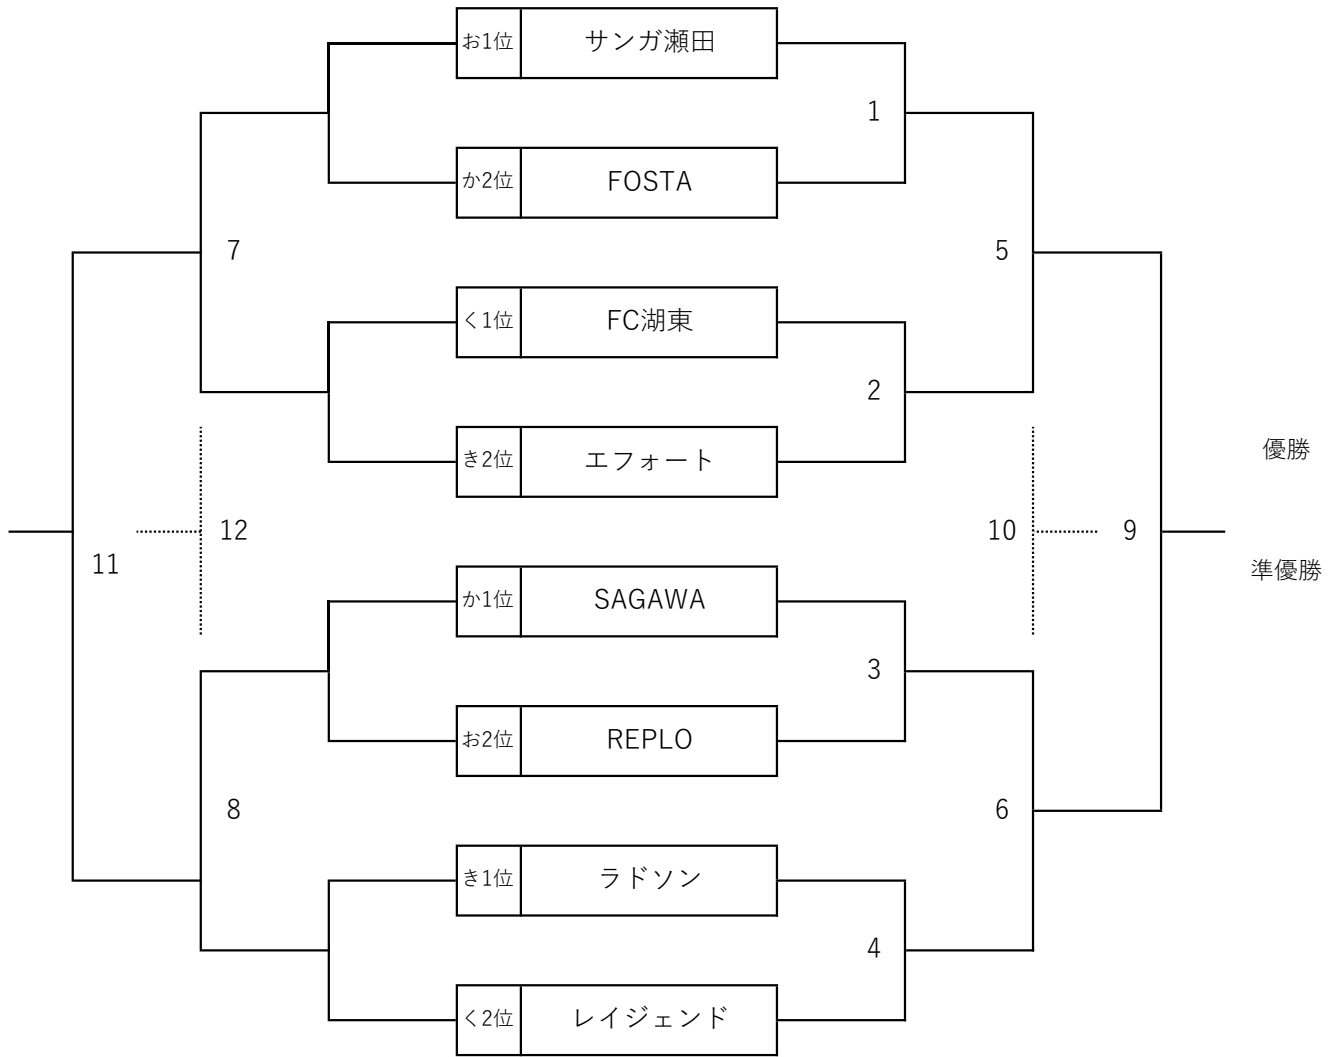 お1位 サンガ瀬田
1
か2位 FOSTA
7 5
く1位 FC湖東
2
き2位 エフォート
優勝
12 10 9
11
準優勝
か1位 SAGAWA
3
お2位 REPLO
8 6
き1位 ラドソン
4
く2位 レイジェンド